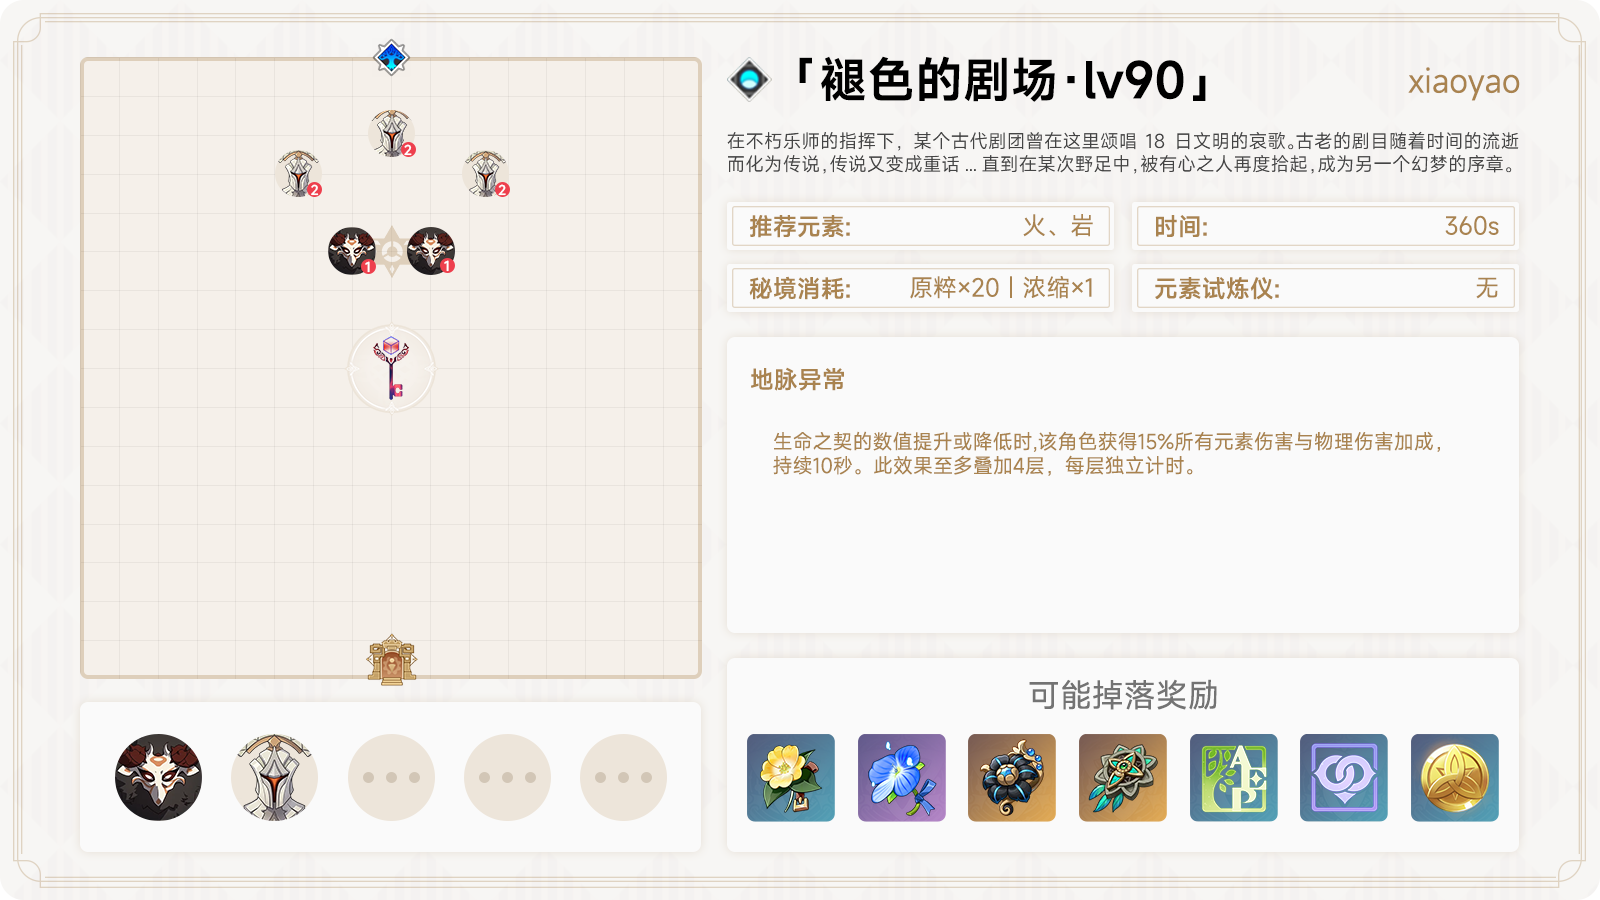 「褪色的剧场·lv90」
xiaoyao
在不朽乐师的指挥下，某个古代剧团曾在这里颂唱 18 日文明的哀歌。古老的剧目随着时间的流逝
而化为传说,传说又变成重话 ... 直到在某次野足中,被有心之人再度拾起,成为另一个幻梦的序章。
推荐元素: 火、岩
时间: 360s
秘境消耗: 原粹×20丨浓缩×1
元素试炼仪: 无
地脉异常
生命之契的数值提升或降低时,该角色获得15%所有元素伤害与物理伤害加成，
持续10秒。此效果至多叠加4层，每层独立计时。
2
2
2
1
1
可能掉落奖励
AEP